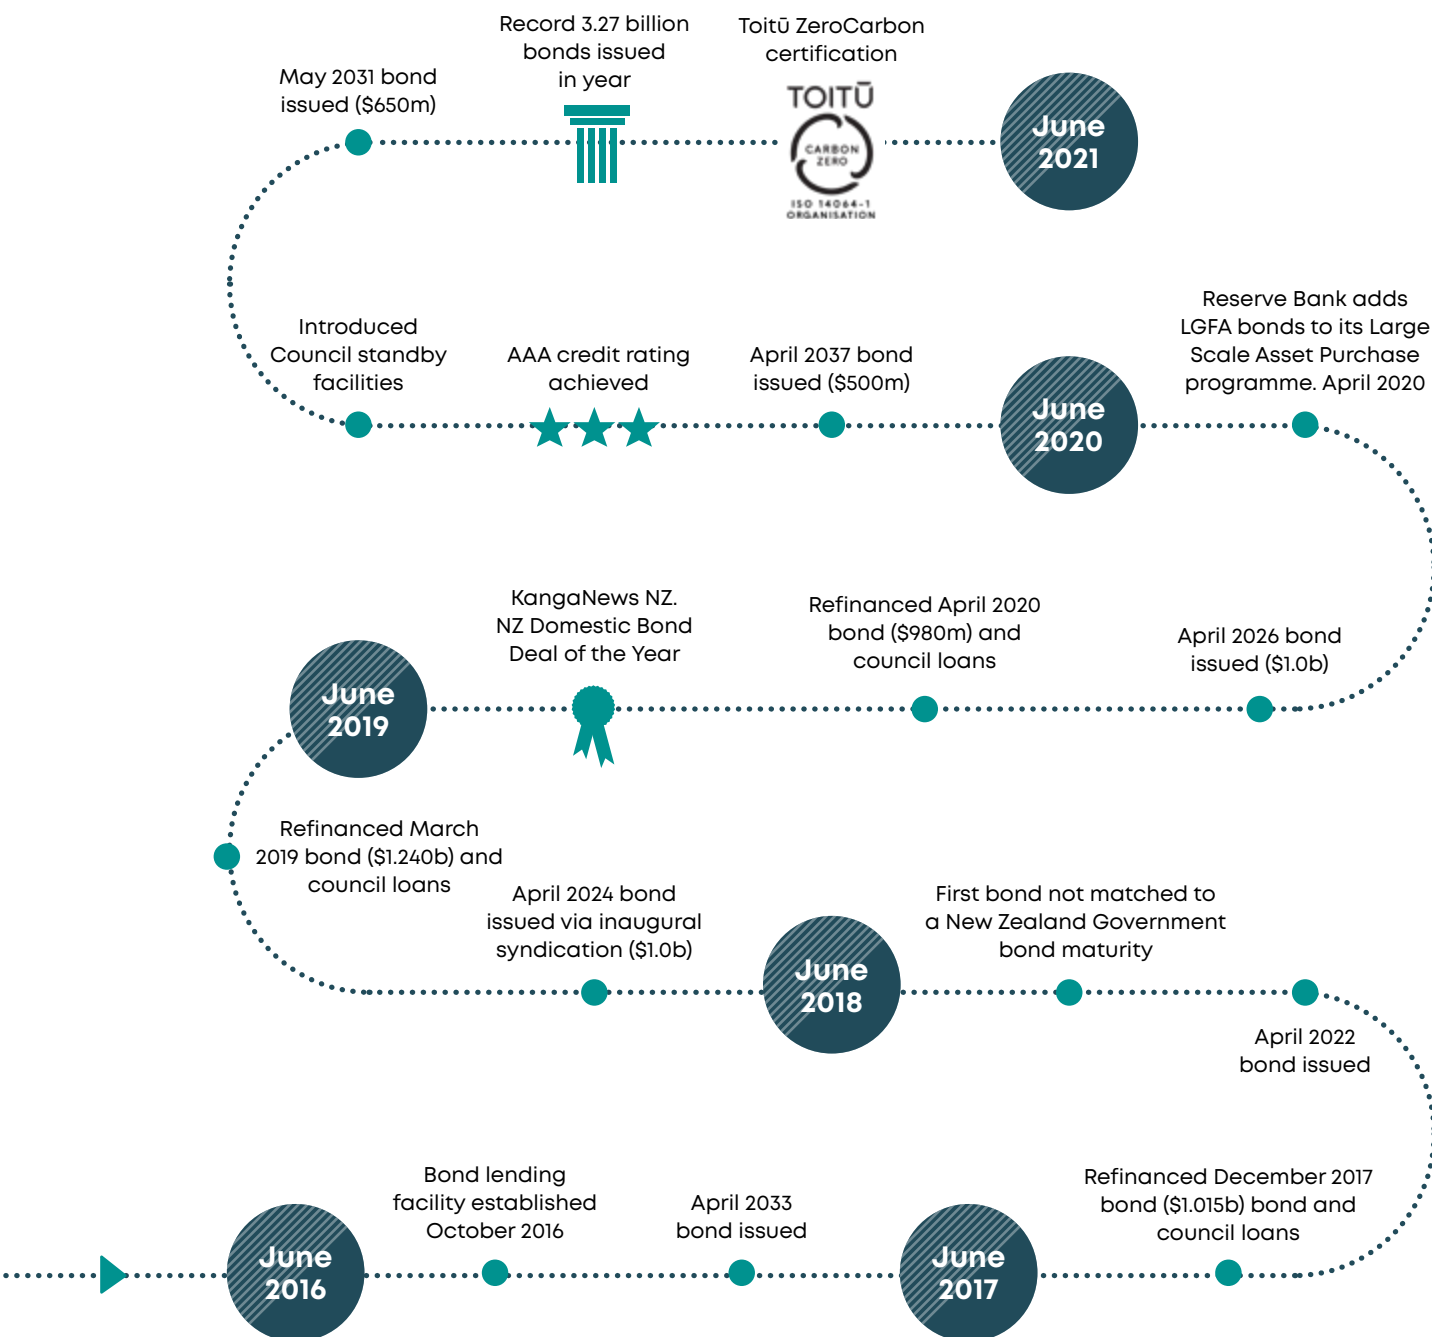 Record 3.27 billion
bonds issued
in year
Toitū ZeroCarbon
certification
May 2031 bond
issued ($650m)
TOITŪ
CARBON
ZERO
ISO 14064-1
ORGANISATION
June
2021
Introduced
Council standby
facilities
AAA credit rating
achieved
April 2037 bond
issued ($500m)
June
2020
Reserve Bank adds
LGFA bonds to its Large
Scale Asset Purchase
programme. April 2020
June
2019
KangaNews NZ.
NZ Domestic Bond
Deal of the Year
Refinanced April 2020
bond ($980m) and
council loans
April 2026 bond
issued ($1.0b)
Refinanced March
2019 bond ($1.240b) and
council loans
April 2024 bond
issued via inaugural
syndication ($1.0b)
June
2018
First bond not matched to
a New Zealand Government
bond maturity
April 2022
bond issued
June
2016
Bond lending
facility established
October 2016
April 2033
bond issued
June
2017
Refinanced December 2017
bond ($1.015b) bond and
council loans